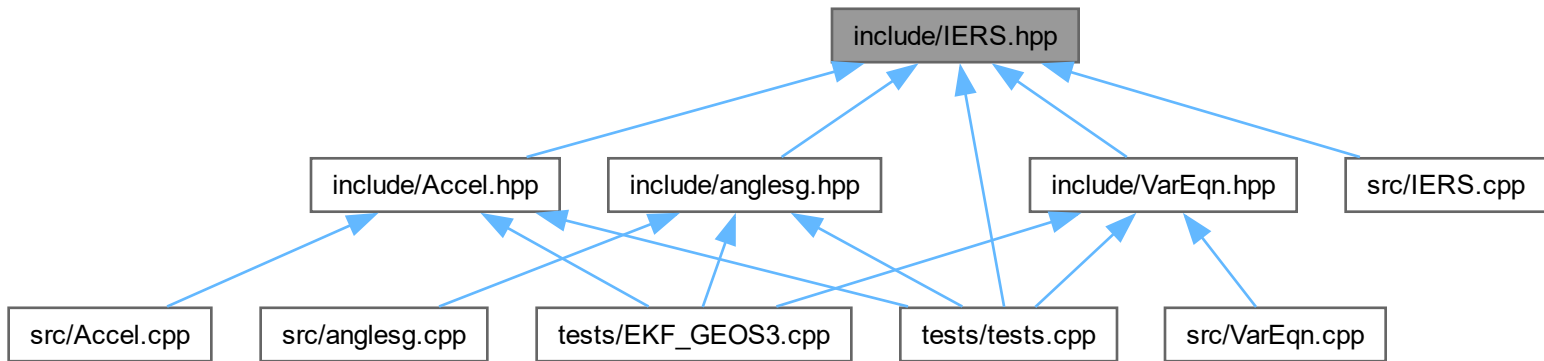 include/IERS.hpp
include/Accel.hpp
include/anglesg.hpp
include/VarEqn.hpp
src/IERS.cpp
src/Accel.cpp
src/anglesg.cpp
tests/EKF_GEOS3.cpp
tests/tests.cpp
src/VarEqn.cpp